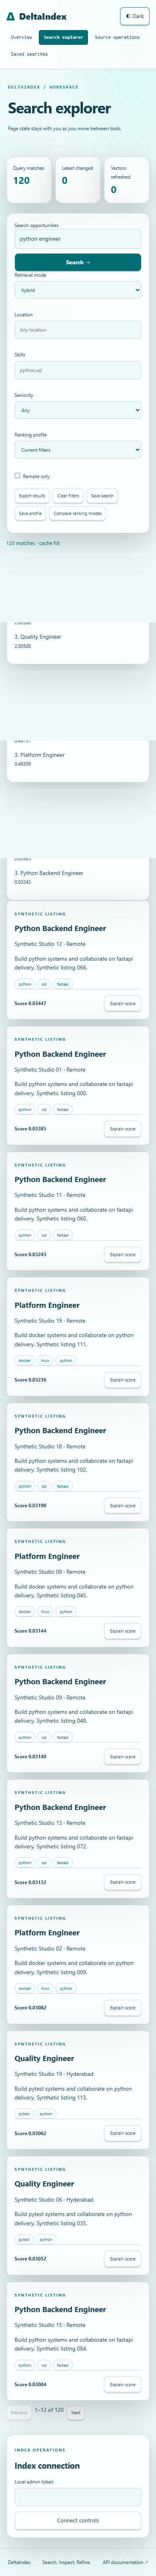 DeltaIndex
Dark
Overview
Search explorer
Source operations
Saved searches
DELTAINDEX / WORKSPACE
Search explorer
Page state stays with you as you move between tools.
Query matches
120
Latest changed
0
Vectors
refreshed
0
Search opportunities
python engineer
Search →
Retrieval mode
hybrid
Location
Any location
Skills
python,sql
Seniority
Any
Ranking profile
Current filters
Remote only
Export results
Clear filters
Save search
Save profile
Compare ranking modes
120 matches · cache hit
3. Quality Engineer
2.00500
3. Platform Engineer
0.48309
3. Python Backend Engineer
0.03243
SYNTHETIC LISTING
Python Backend Engineer
Synthetic Studio 12 · Remote
Build python systems and collaborate on fastapi
delivery. Synthetic listing 066.
python
sql
fastapi
Score 0.03447
Explain score
SYNTHETIC LISTING
Python Backend Engineer
Synthetic Studio 01 · Remote
Build python systems and collaborate on fastapi
delivery. Synthetic listing 000.
python
sql
fastapi
Score 0.03385
Explain score
SYNTHETIC LISTING
Python Backend Engineer
Synthetic Studio 11 · Remote
Build python systems and collaborate on fastapi
delivery. Synthetic listing 060.
python
sql
fastapi
Score 0.03243
Explain score
SYNTHETIC LISTING
Platform Engineer
Synthetic Studio 19 · Remote
Build docker systems and collaborate on python
delivery. Synthetic listing 111.
docker
linux
python
Score 0.03236
Explain score
SYNTHETIC LISTING
Python Backend Engineer
Synthetic Studio 18 · Remote
Build python systems and collaborate on fastapi
delivery. Synthetic listing 102.
python
sql
fastapi
Score 0.03190
Explain score
SYNTHETIC LISTING
Platform Engineer
Synthetic Studio 08 · Remote
Build docker systems and collaborate on python
delivery. Synthetic listing 045.
docker
linux
python
Score 0.03144
Explain score
SYNTHETIC LISTING
Python Backend Engineer
Synthetic Studio 09 · Remote
Build python systems and collaborate on fastapi
delivery. Synthetic listing 048.
python
sql
fastapi
Score 0.03140
Explain score
SYNTHETIC LISTING
Python Backend Engineer
Synthetic Studio 13 · Remote
Build python systems and collaborate on fastapi
delivery. Synthetic listing 072.
python
sql
fastapi
Score 0.03132
Explain score
SYNTHETIC LISTING
Platform Engineer
Synthetic Studio 02 · Remote
Build docker systems and collaborate on python
delivery. Synthetic listing 009.
docker
linux
python
Score 0.03082
Explain score
SYNTHETIC LISTING
Quality Engineer
Synthetic Studio 19 · Hyderabad
Build pytest systems and collaborate on python
delivery. Synthetic listing 113.
pytest
python
Score 0.03062
Explain score
SYNTHETIC LISTING
Quality Engineer
Synthetic Studio 06 · Hyderabad
Build pytest systems and collaborate on python
delivery. Synthetic listing 035.
pytest
python
Score 0.03052
Explain score
SYNTHETIC LISTING
Python Backend Engineer
Synthetic Studio 15 · Remote
Build python systems and collaborate on fastapi
delivery. Synthetic listing 084.
python
sql
fastapi
Score 0.03004
Explain score
Previous
1–12 of 120
Next
INDEX OPERATIONS
Index connection
Local admin token
Connect controls
DeltaIndex
Search. Inspect. Refine.
API documentation ↗